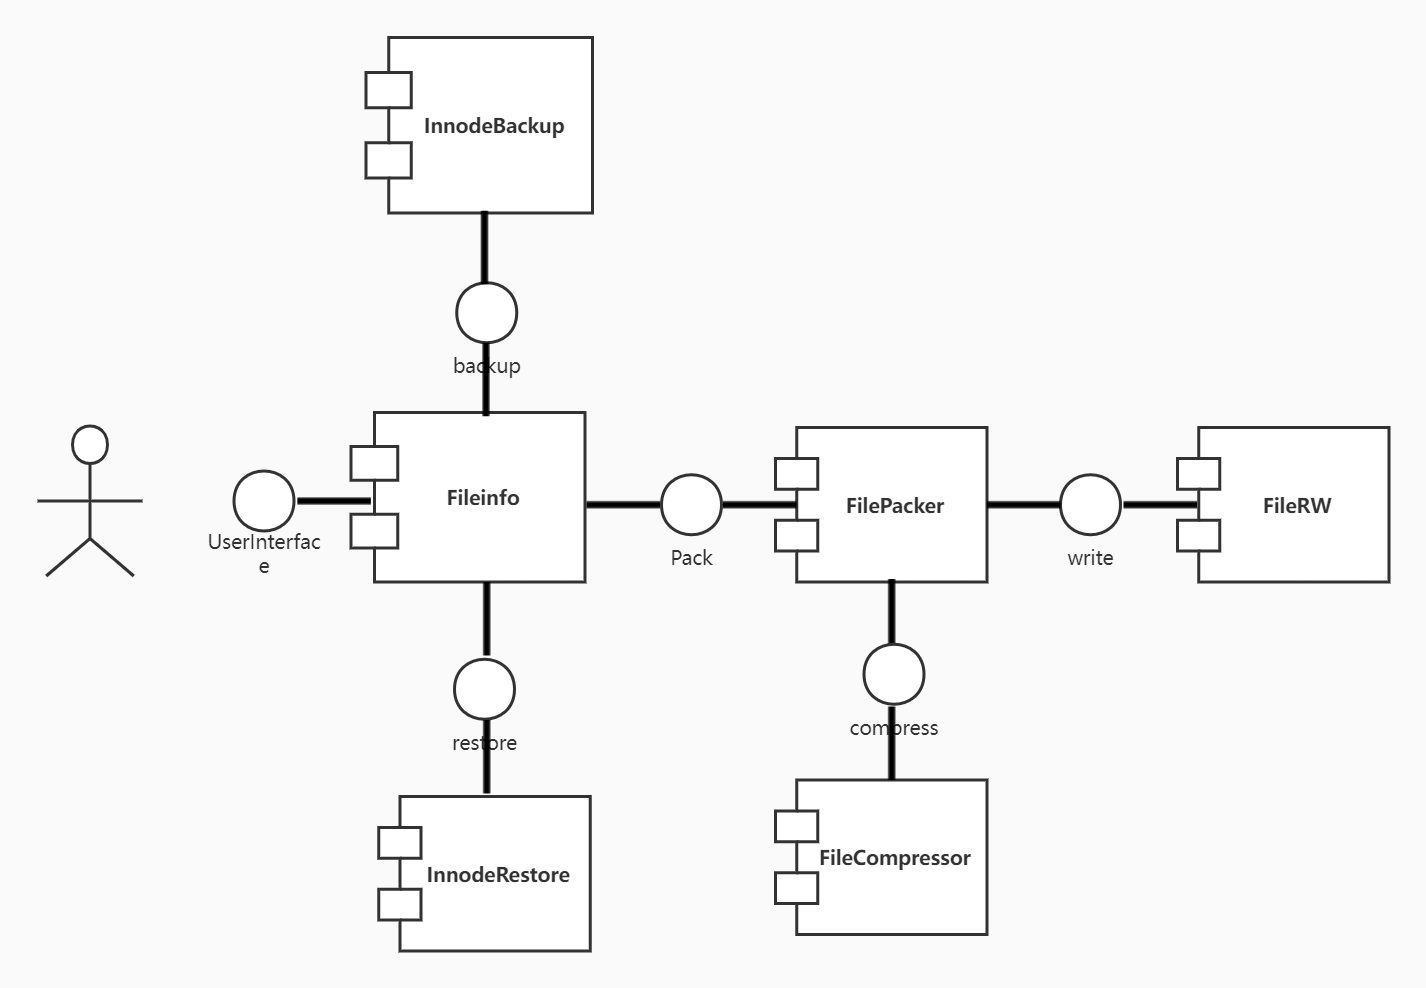 InnodeBackup
backup
Fileinfo
UserInterfac
e
Pack
FilePacker
write
FileRW
restore
compress
InnodeRestore
FileCompressor